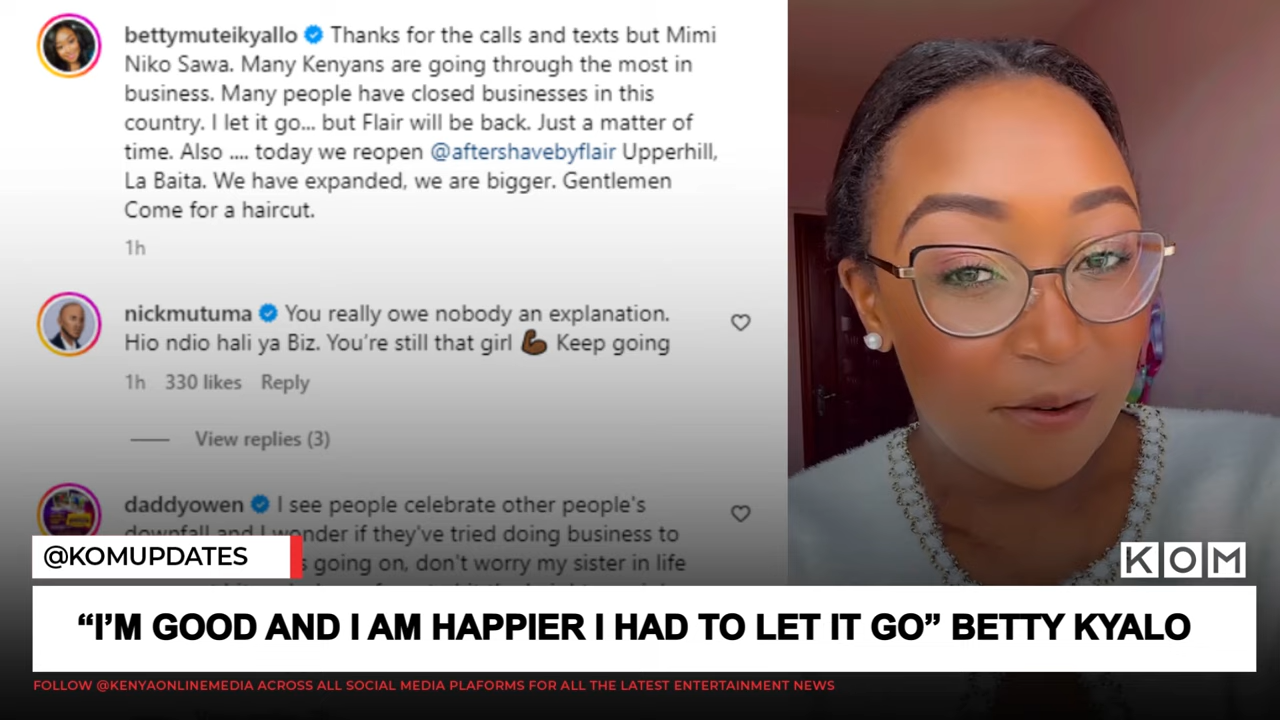 bettymuteikyallo Thanks for the calls and texts but Mimi
Niko Sawa. Many Kenyans are going through the most in
business. Many people have closed businesses in this
country. I let it go... but Flair will be back. Just a matter of
time. Also .... today we reopen @aftershavebyflair Upperhill,
La Baita. We have expanded, we are bigger. Gentlemen
Come for a haircut.
1h
nickmutuma You really owe nobody an explanation.
Hio ndio hali ya Biz. You're still that girl 💪🏾 Keep going
1h 330 likes Reply
View replies (3)
daddyowen I see people celebrate other people's
downfall and I wonder if they've tried doing business to
going on, don't worry my sister in life
@KOMUPDATES
KOM
“I’M GOOD AND I AM HAPPIER I HAD TO LET IT GO” BETTY KYALO
FOLLOW @KENYAONLINEMEDIA ACROSS ALL SOCIAL MEDIA PLAFORMS FOR ALL THE LATEST ENTERTAINMENT NEWS